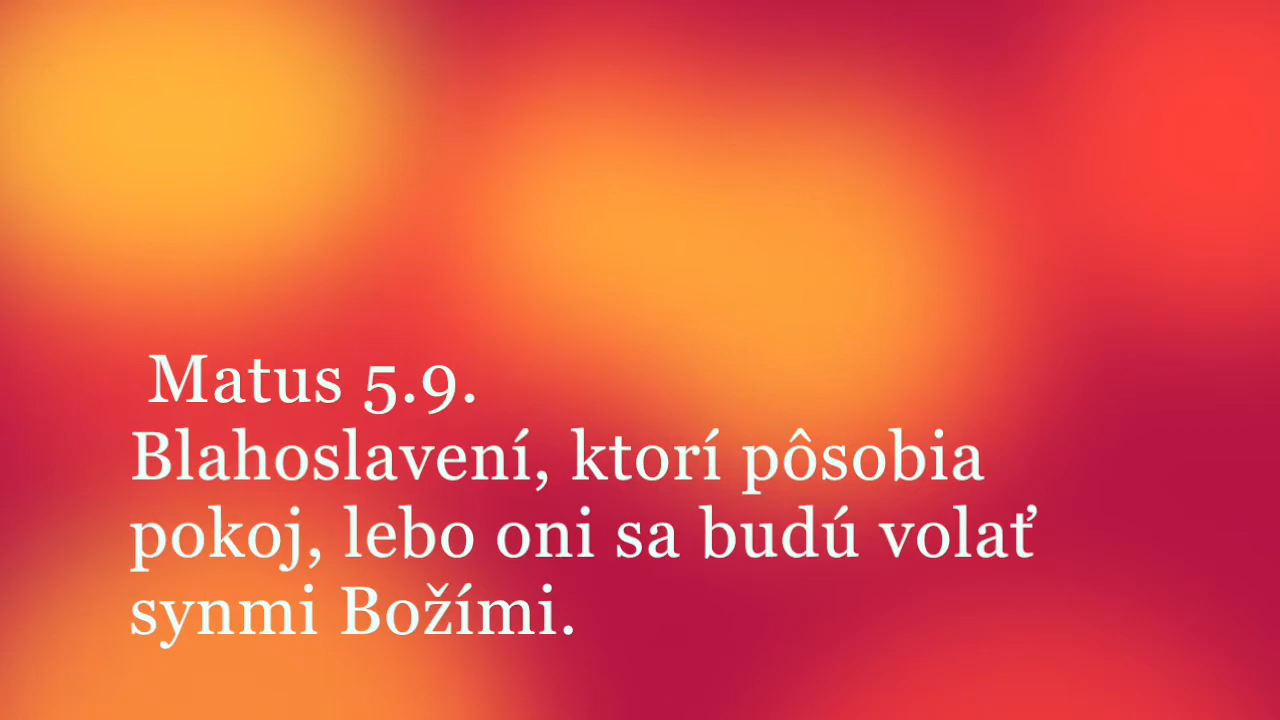 Matus 5.9.
Blahoslavení, ktorí pôsobia
pokoj, lebo oni sa budú volať
synmi Božími.